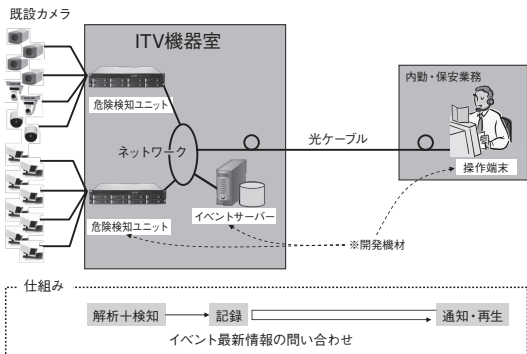 既設カメラ
ITV機器室
危険検知ユニット
ネットワーク
光ケーブル
内勤・保安業務
操作端末
イベントサーバー
危険検知ユニット
※開発機材
仕組み
解析＋検知
記録
通知・再生
イベント最新情報の問い合わせ